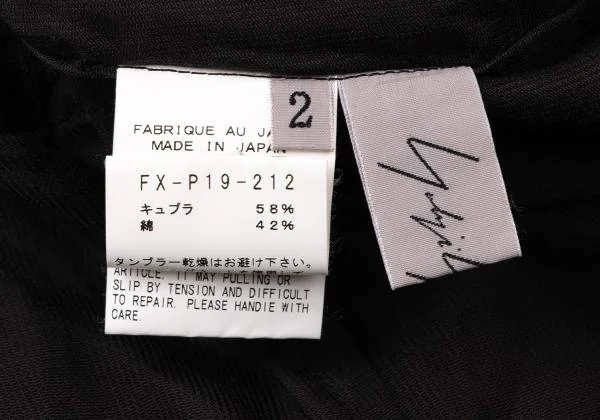 2
FABRIQUE AU
MADE IN JAPAN
FX-P19-212
キュプラ 58%
綿 42%
タンブラー乾燥はお避け下さい。
ARTICLE. IT MAY PULLING OR
SLIP BY TENSION AND DIFFICULT
TO REPAIR. PLEASE HANDIE WITH
CARE.